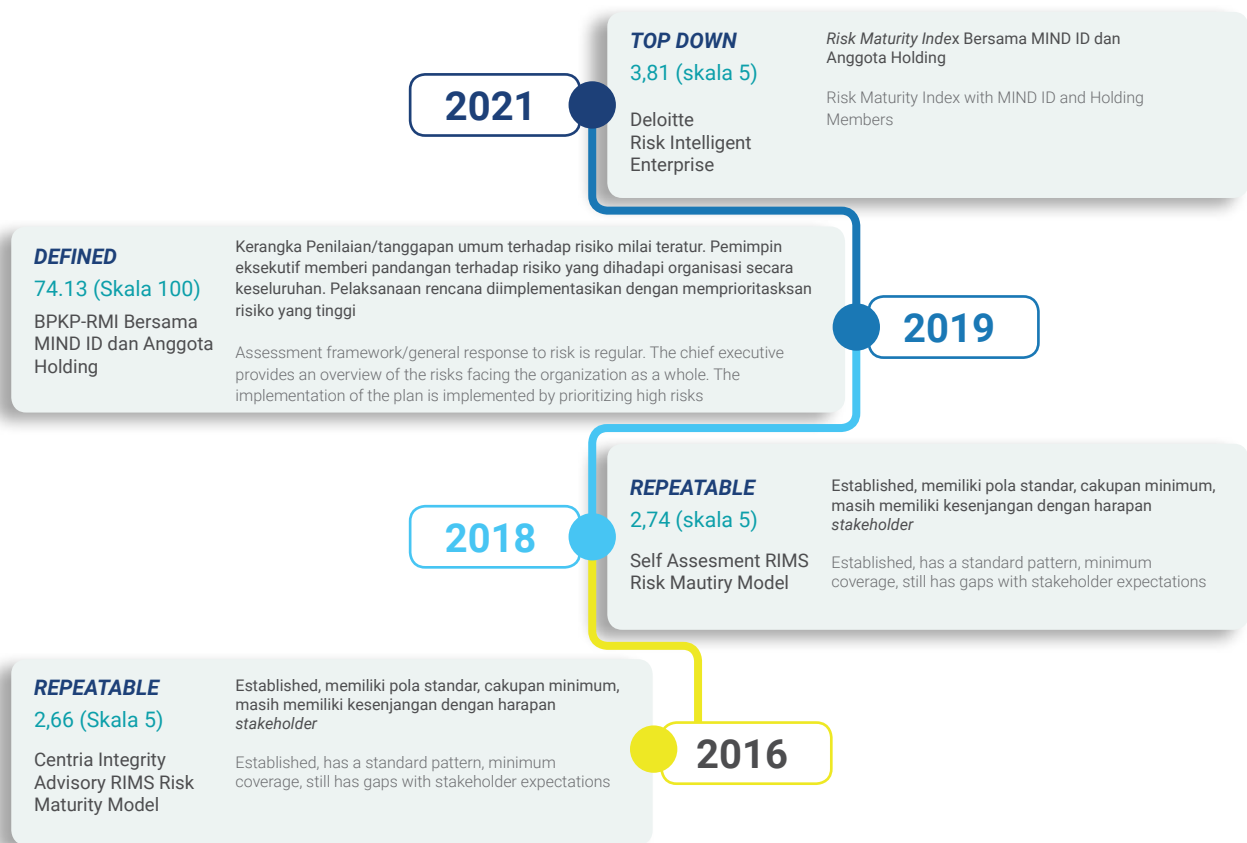 2021
TOP DOWN
3,81 (skala 5)
Deloitte
Risk Intelligent
Enterprise
Risk Maturity Index Bersama MIND ID dan
Anggota Holding
Risk Maturity Index with MIND ID and Holding
Members
DEFINED
74.13 (Skala 100)
BPKP-RMI Bersama
MIND ID dan Anggota
Holding
Kerangka Penilaian/tanggapan umum terhadap risiko milai teratur. Pemimpin
eksekutif memberi pandangan terhadap risiko yang dihadapi organisasi secara
keseluruhan. Pelaksanaan rencana diimplementasikan dengan memprioritasksan
risiko yang tinggi
Assessment framework/general response to risk is regular. The chief executive
provides an overview of the risks facing the organization as a whole. The
implementation of the plan is implemented by prioritizing high risks
2019
2018
REPEATABLE
2,74 (skala 5)
Self Assesment RIMS
Risk Mautiry Model
Established, memiliki pola standar, cakupan minimum,
masih memiliki kesenjangan dengan harapan
stakeholder
Established, has a standard pattern, minimum
coverage, still has gaps with stakeholder expectations
REPEATABLE
2,66 (Skala 5)
Centria Integrity
Advisory RIMS Risk
Maturity Model
Established, memiliki pola standar, cakupan minimum,
masih memiliki kesenjangan dengan harapan
stakeholder
Established, has a standard pattern, minimum
coverage, still has gaps with stakeholder expectations
2016